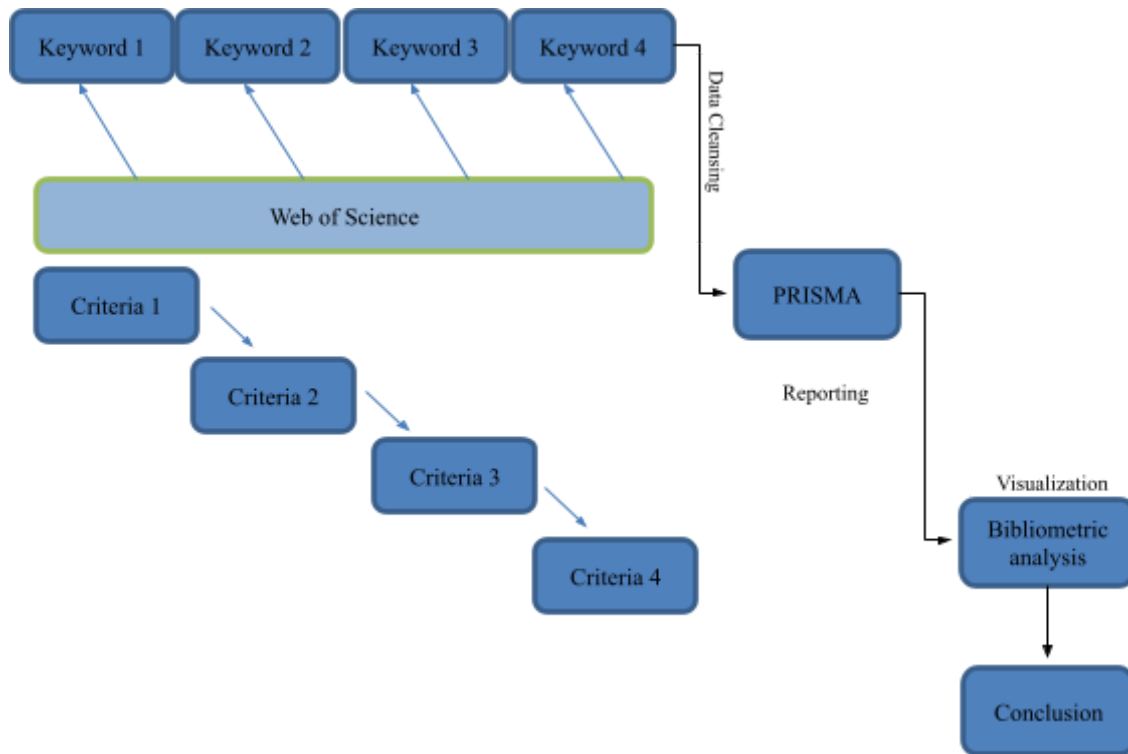 Keyword 1
Keyword 2
Keyword 3
Keyword 4
Data Cleansing
Web of Science
Criteria 1
PRISMA
Criteria 2
Reporting
Criteria 3
Visualization
Bibliometric
analysis
Criteria 4
Conclusion